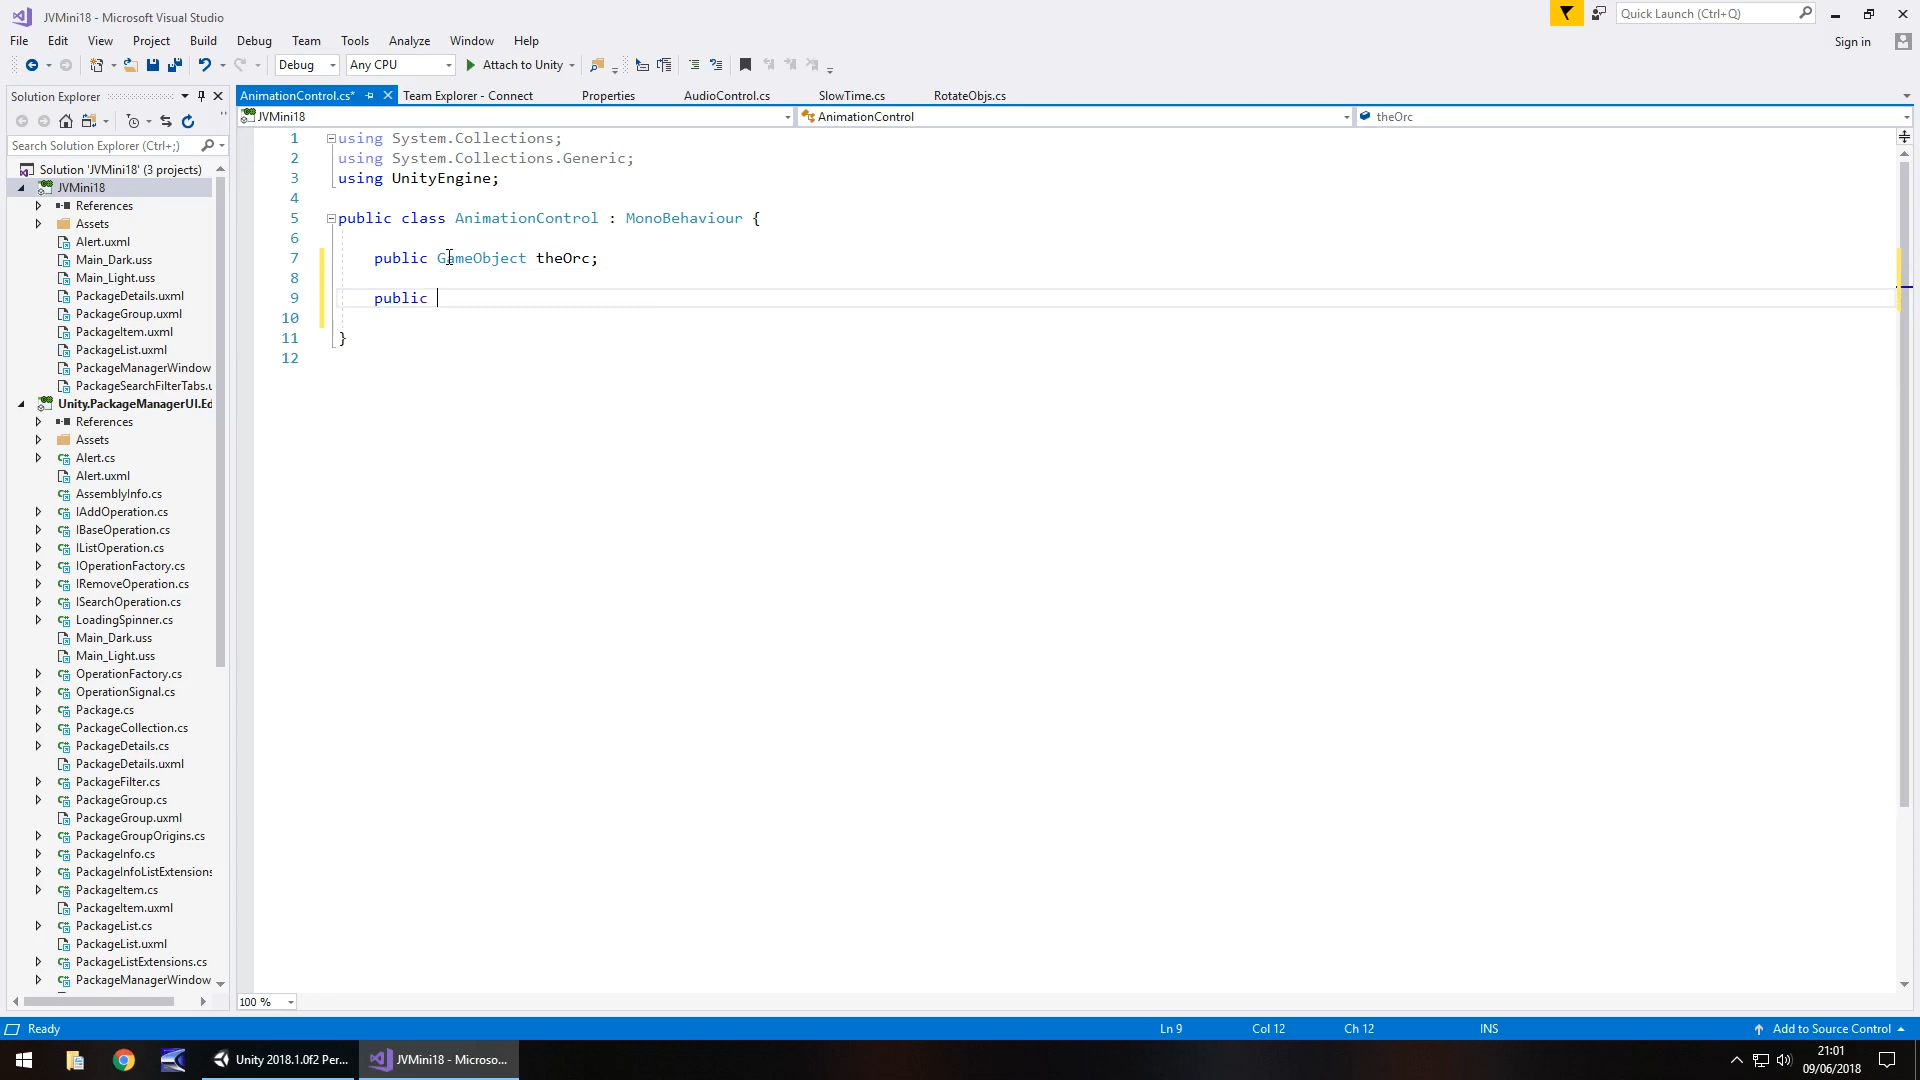 JVMini18 - Microsoft Visual Studio
Quick Launch (Ctrl+Q)
File Edit View Project Build Debug Team Tools Analyze Window Help
Sign in
Debug Any CPU Attach to Unity
Solution Explorer
AnimationControl.cs* Team Explorer - Connect Properties AudioControl.cs SlowTime.cs RotateObjs.cs
JVMini18 AnimationControl theOrc
Search Solution Explorer (Ctrl+;)
Solution 'JVMini18' (3 projects)
JVMini18
References
Assets
Alert.uxml
Main_Dark.uss
Main_Light.uss
PackageDetails.uxml
PackageGroup.uxml
PackageItem.uxml
PackageList.uxml
PackageManagerWindow
PackageSearchFilterTabs.u
Unity.PackageManagerUI.Ed
References
Assets
Alert.cs
Alert.uxml
AssemblyInfo.cs
IAddOperation.cs
IBaseOperation.cs
IListOperation.cs
IOperationFactory.cs
IRemoveOperation.cs
ISearchOperation.cs
LoadingSpinner.cs
Main_Dark.uss
Main_Light.uss
OperationFactory.cs
OperationSignal.cs
Package.cs
PackageCollection.cs
PackageDetails.cs
PackageDetails.uxml
PackageFilter.cs
PackageGroup.cs
PackageGroup.uxml
PackageGroupOrigins.cs
PackageInfo.cs
PackageInfoListExtensions
PackageItem.cs
PackageItem.uxml
PackageList.cs
PackageList.uxml
PackageListExtensions.cs
PackageManagerWindow
1 using System.Collections;
2 using System.Collections.Generic;
3 using UnityEngine;
4
5 public class AnimationControl : MonoBehaviour {
6
7 public GameObject theOrc;
8
9 public
10
11 }
12
100 %
Ready Ln 9 Col 12 Ch 12 INS Add to Source Control
Unity 2018.1.0f2 Per... JVMini18 - Microso...
21:01
09/06/2018